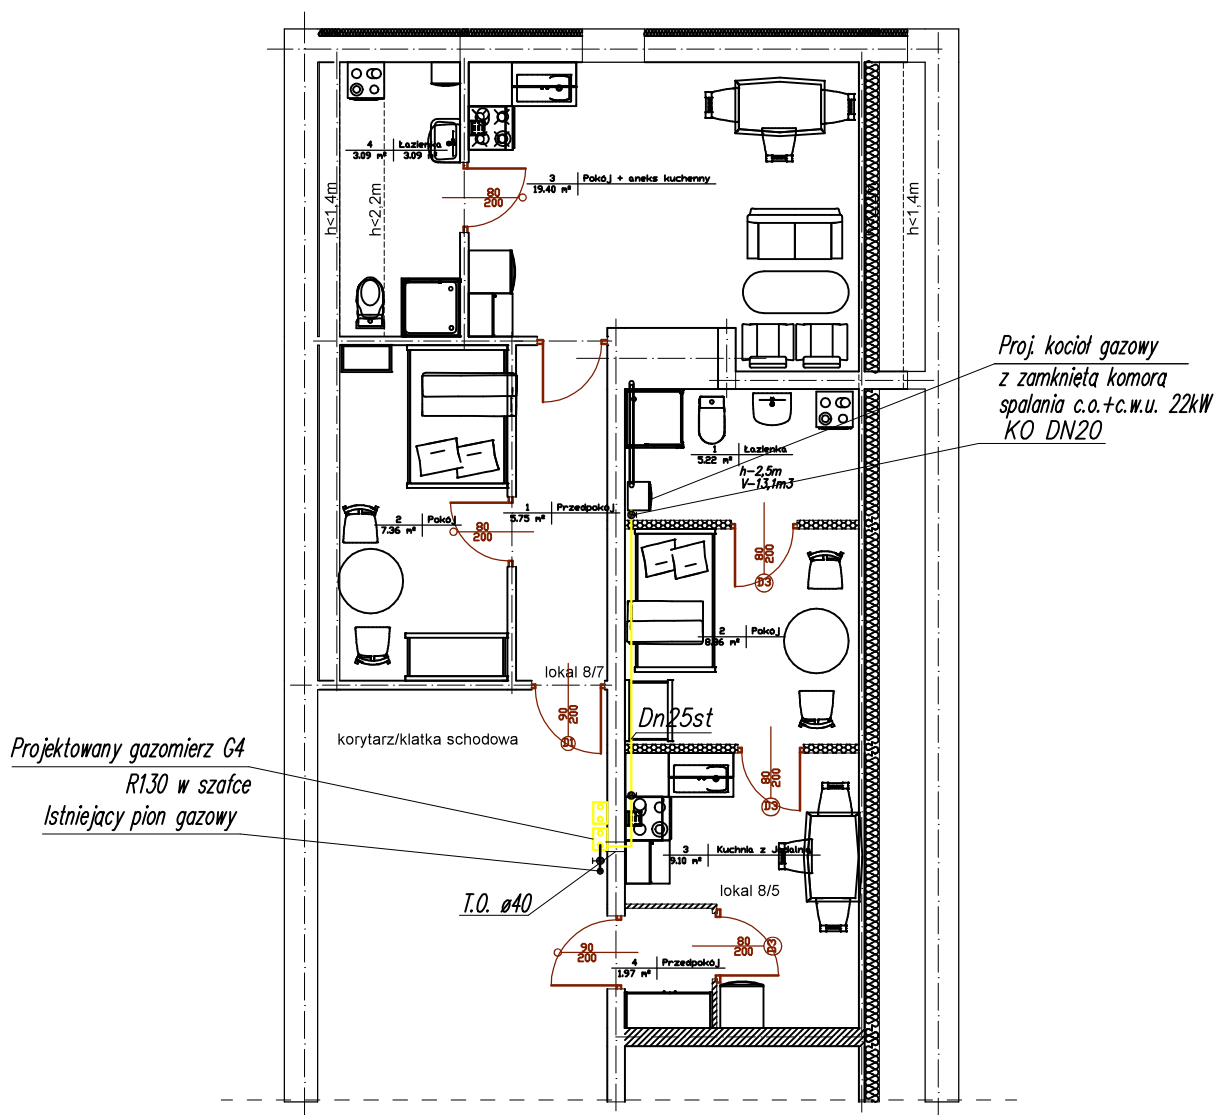 4 Łazienka
3.09 m² 3.09 m²
h<1,4m
h<2,2m
80
200
3 Pokój + aneks kuchenny
19.40 m²
h<1,4m
Proj. kocioł gazowy
z zamkniętą komorą
spalania c.o.+c.w.u. 22kW
KO DN20
1 Łazienka
5.22 m²
h-2,5m
V-13,1m3
2 Pokój
7.36 m²
80
200
1 Przedpokój
5.75 m²
80
200
D3
2 Pokój
8.86 m²
lokal 8/7
90
200
D1
Dn25st
korytarz/klatka schodowa
Projektowany gazomierz G4
R130 w szafce
Istniejący pion gazowy
80
200
D3
3 Kuchnia z Jadalnią
9.10 m²
lokal 8/5
T.O. ø40
90
200
80
200
D3
4 Przedpokój
1.97 m²